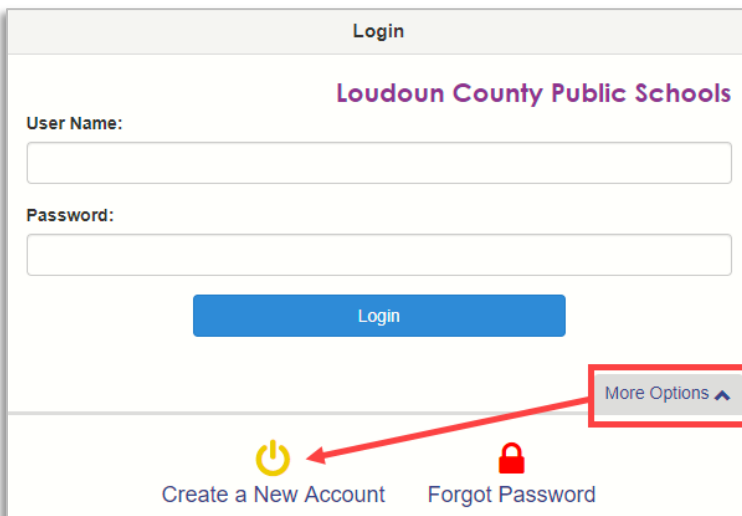 Login
Loudoun County Public Schools
User Name:
Password:
Login
More Options
Create a New Account
Forgot Password